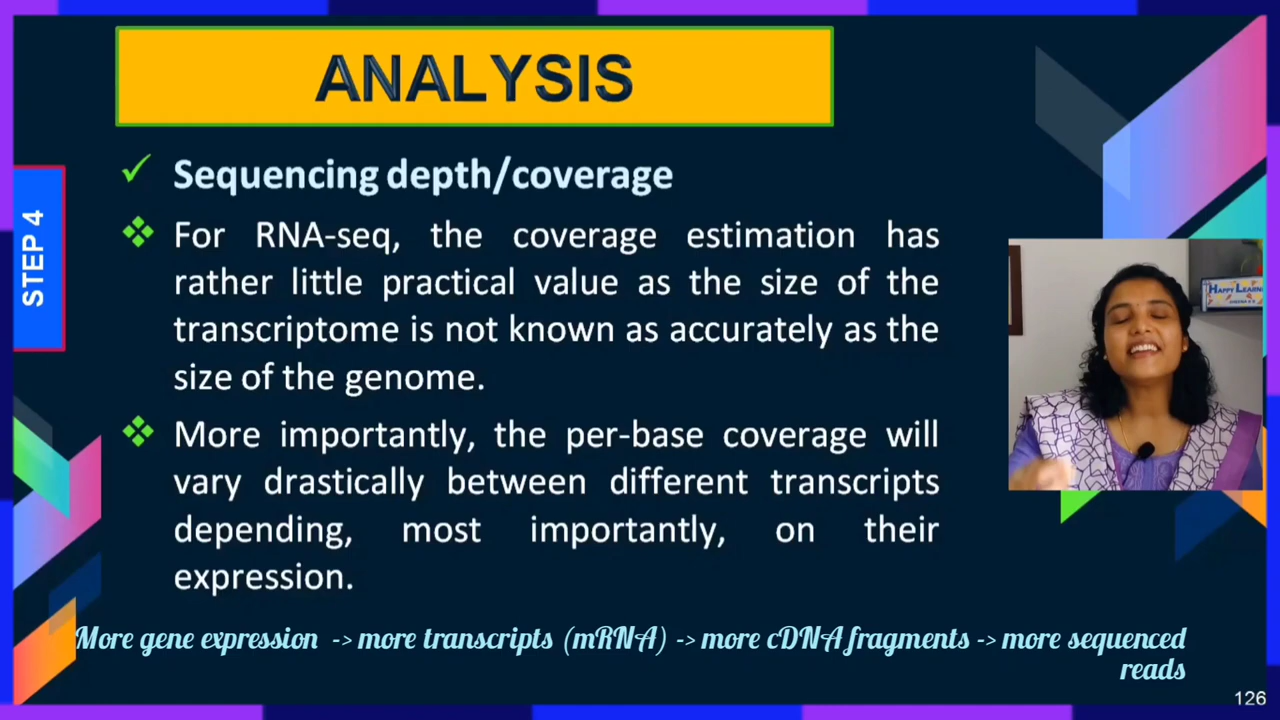 ANALYSIS
STEP 4
Sequencing depth/coverage
For RNA-seq, the coverage estimation has
rather little practical value as the size of the
transcriptome is not known as accurately as the
size of the genome.
More importantly, the per-base coverage will
vary drastically between different transcripts
depending, most importantly, on their
expression.
More gene expression -> more transcripts (mRNA) -> more cDNA fragments -> more sequenced
reads
HAPPY LEARN
126